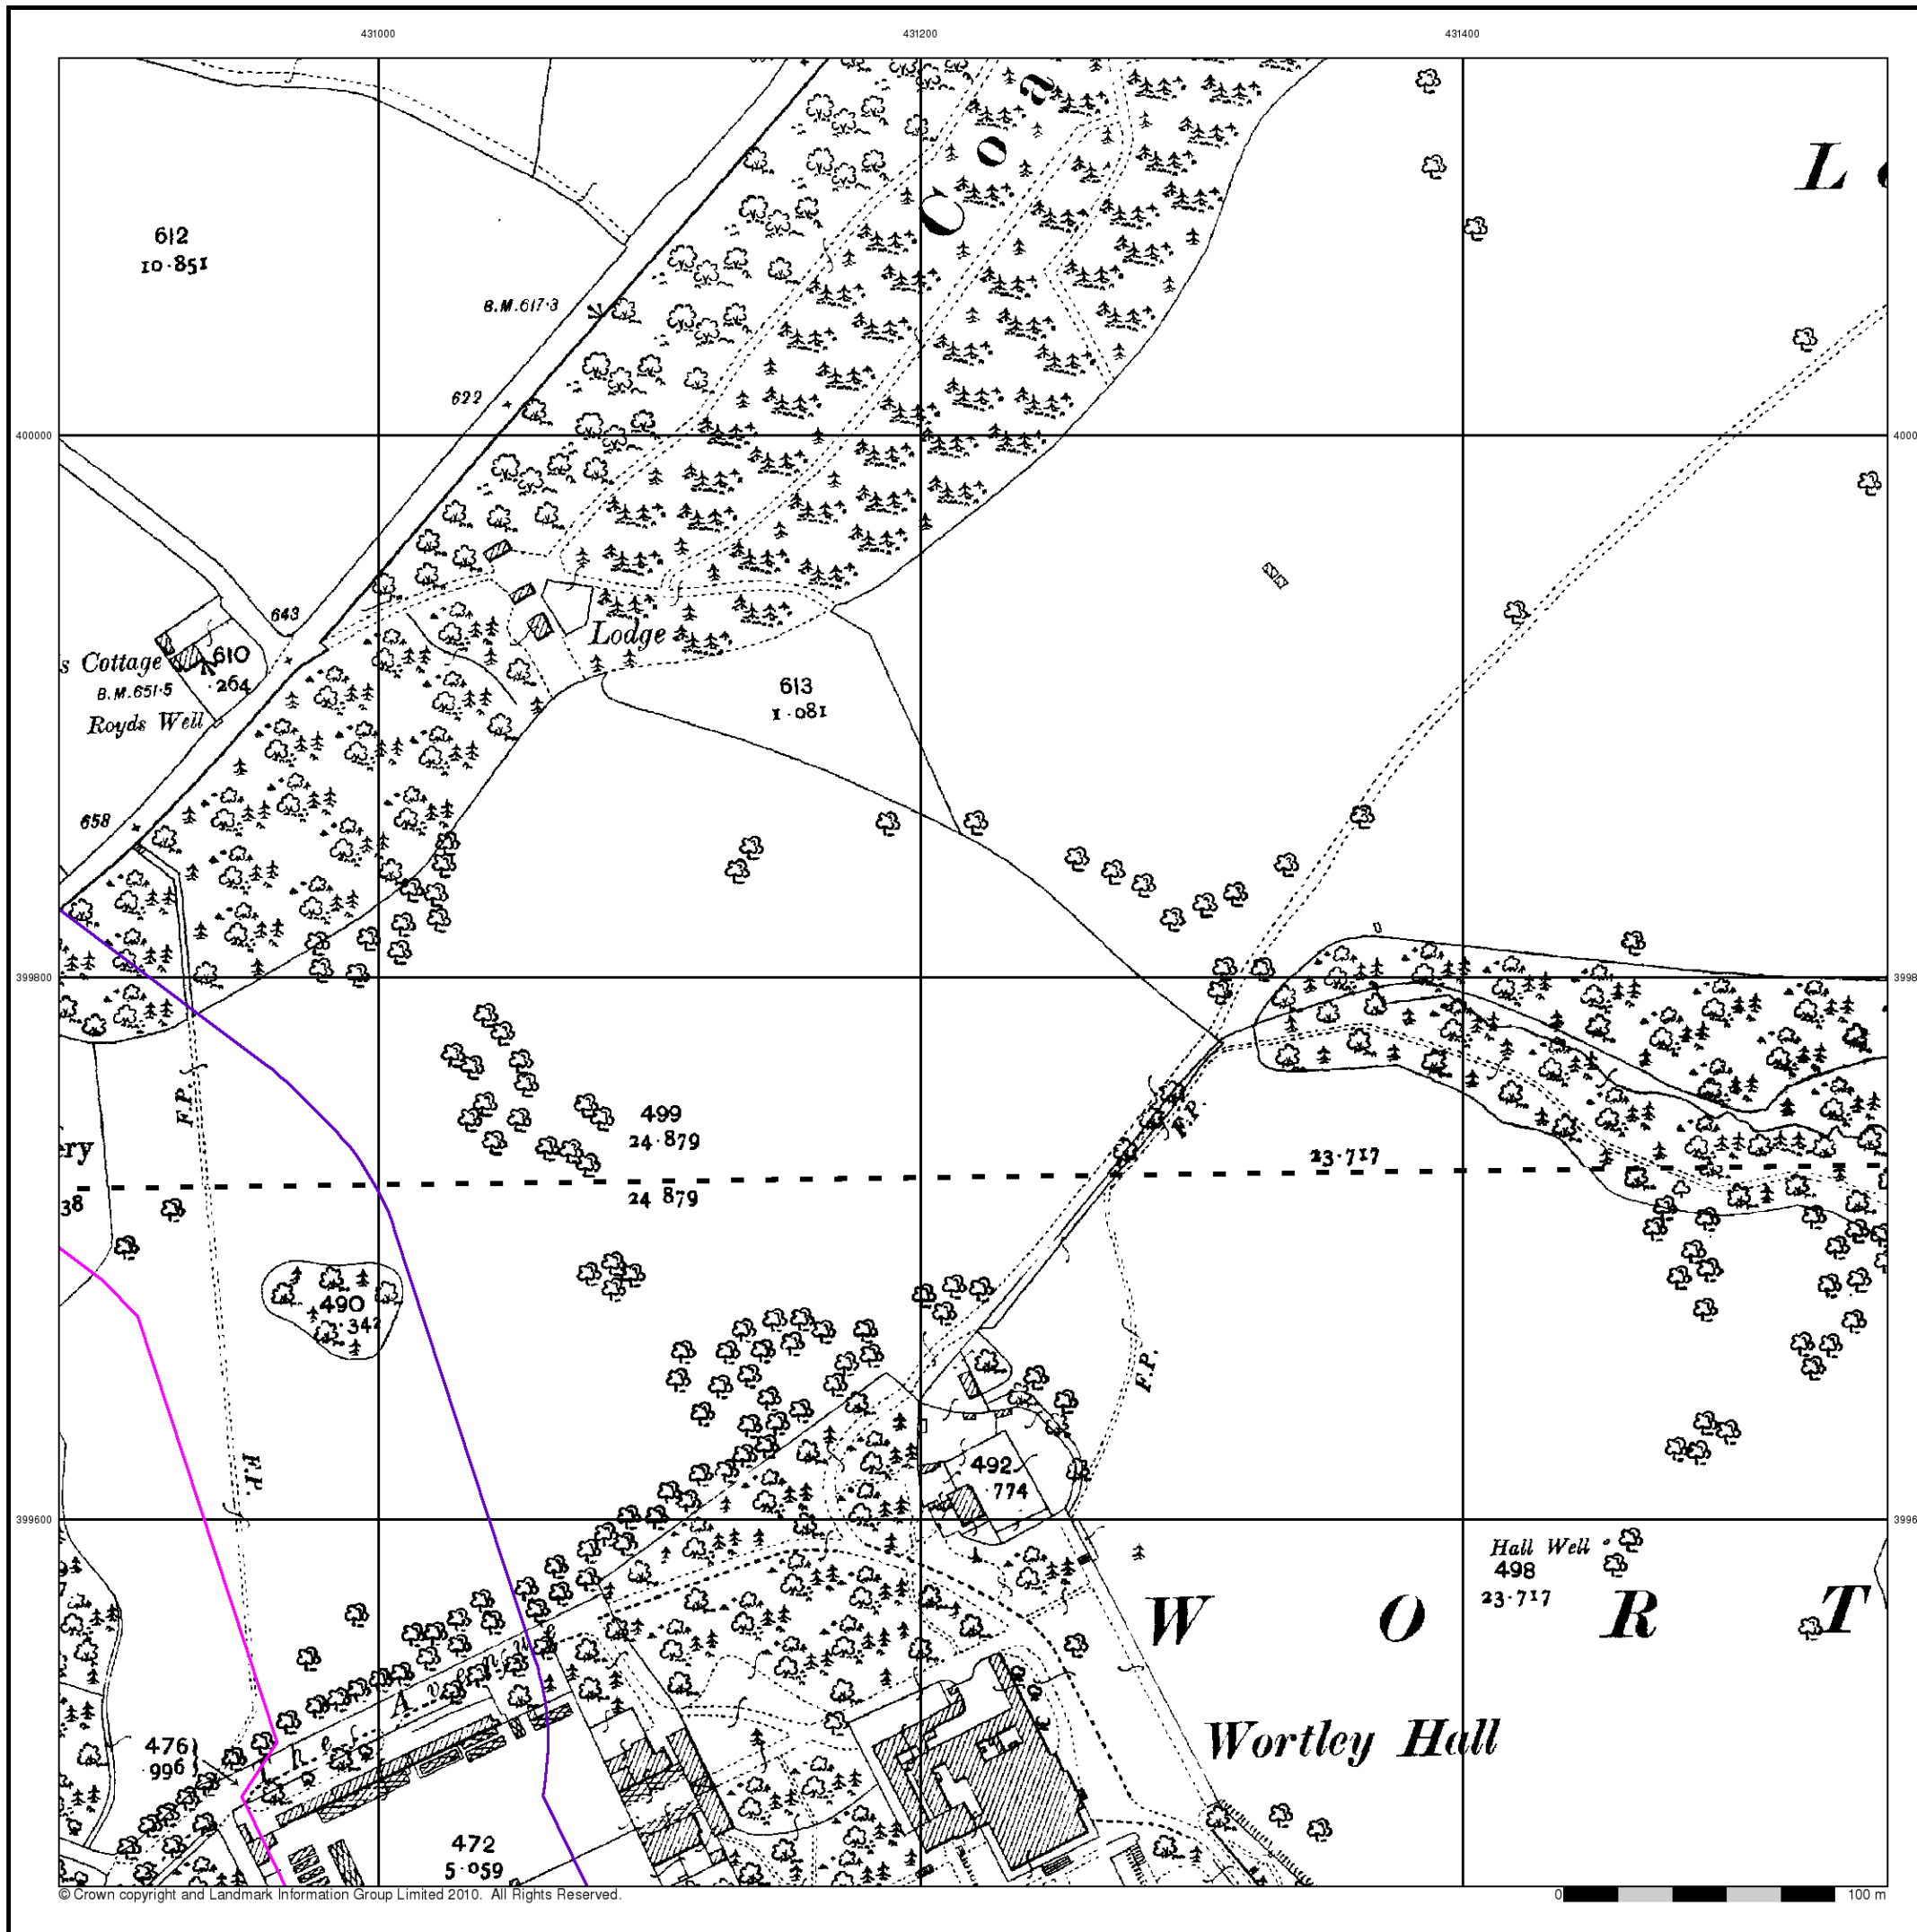 431000 431200 431400
L
C o a
612
10·851
B.M.617·3
622
400000
643
s Cottage
610
·264
B.M.651·5
Royds Well
Lodge
613
1·081
658
399800
F.P.
F.P.
499
24·879
23·717
24 879
ery
38
490
·342
F.P.
F.P.
492
·774
399600
Hall Well
498
23·717
W O R T
Avenue
Wortley Hall
476
·996
472
5·059
© Crown copyright and Landmark Information Group Limited 2010. All Rights Reserved.
0 100 m